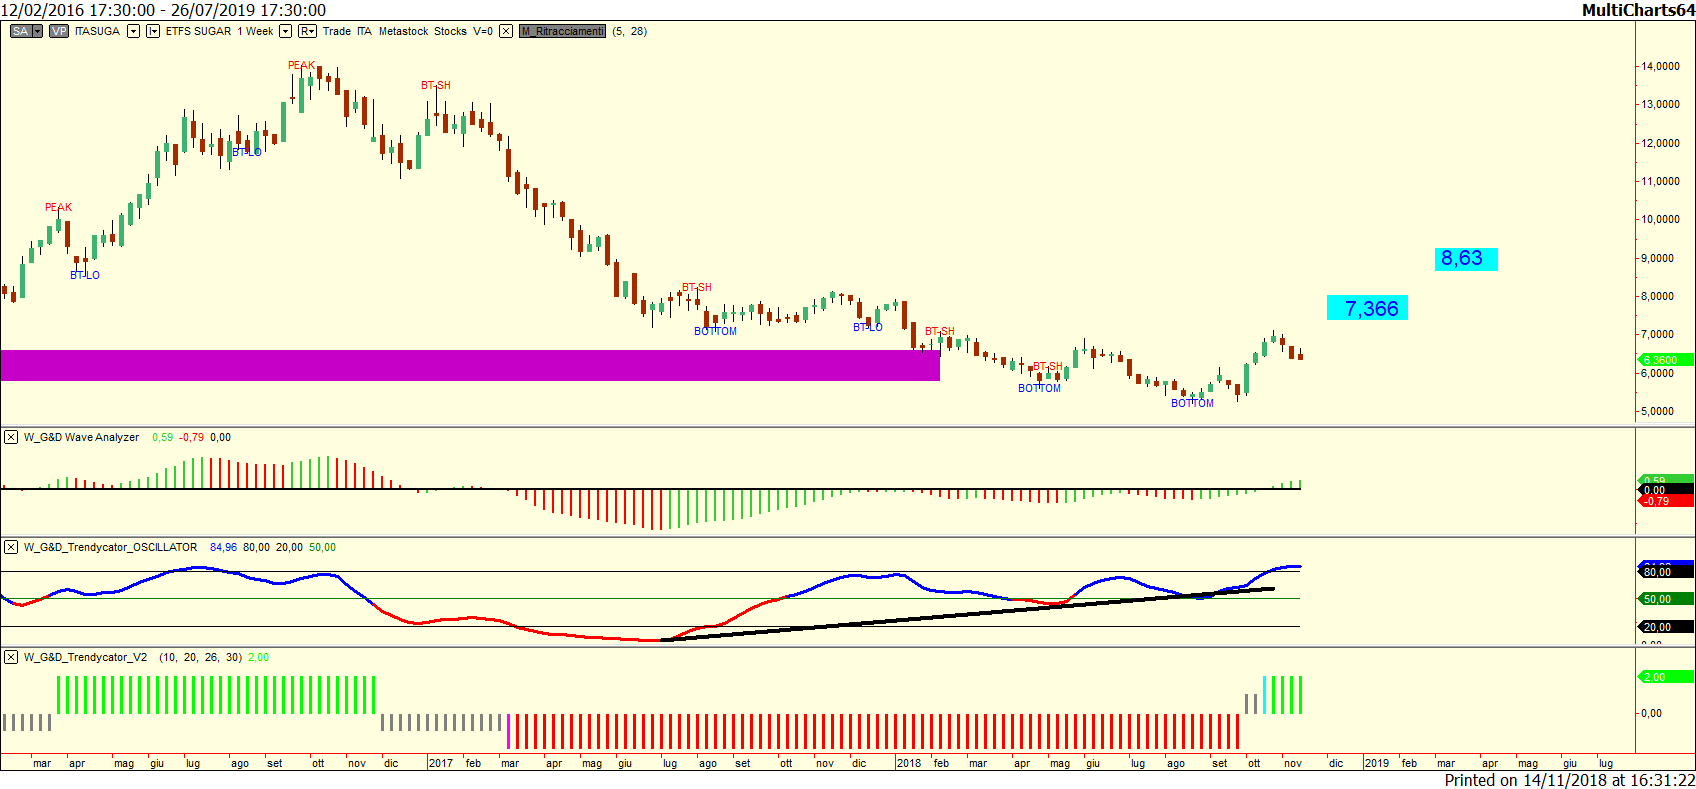 12/02/2016 17:30:00 - 26/07/2019 17:30:00 MultiCharts64
SA VP ITASUGA I ETFS SUGAR 1 Week R Trade ITA Metastock Stocks V=0 M_Ritracciamenti (5, 28)
PEAK
14,0000
BT-SH
13,0000
12,0000
BT-LO
11,0000
PEAK
10,0000
BT-LO
8,63
9,0000
BT-SH
8,0000
7,366
BOTTOM
BT-LO
BT-SH
7,0000
6,3600
BT-SH
6,0000
BOTTOM
BOTTOM
5,0000
W_G&D Wave Analyzer 0,59 -0,79 0,00
0,59
0,00
-0,79
W_G&D_Trendycator_OSCILLATOR 84,96 80,00 20,00 50,00
80,00
50,00
20,00
W_G&D_Trendycator_V2 (10, 20, 26, 30) 2,00
2,00
0,00
mar apr mag giu lug ago set ott nov dic 2017 feb mar apr mag giu lug ago set ott nov dic 2018 feb mar apr mag giu lug ago set ott nov dic 2019 feb mar apr mag giu lug
Printed on 14/11/2018 at 16:31:22